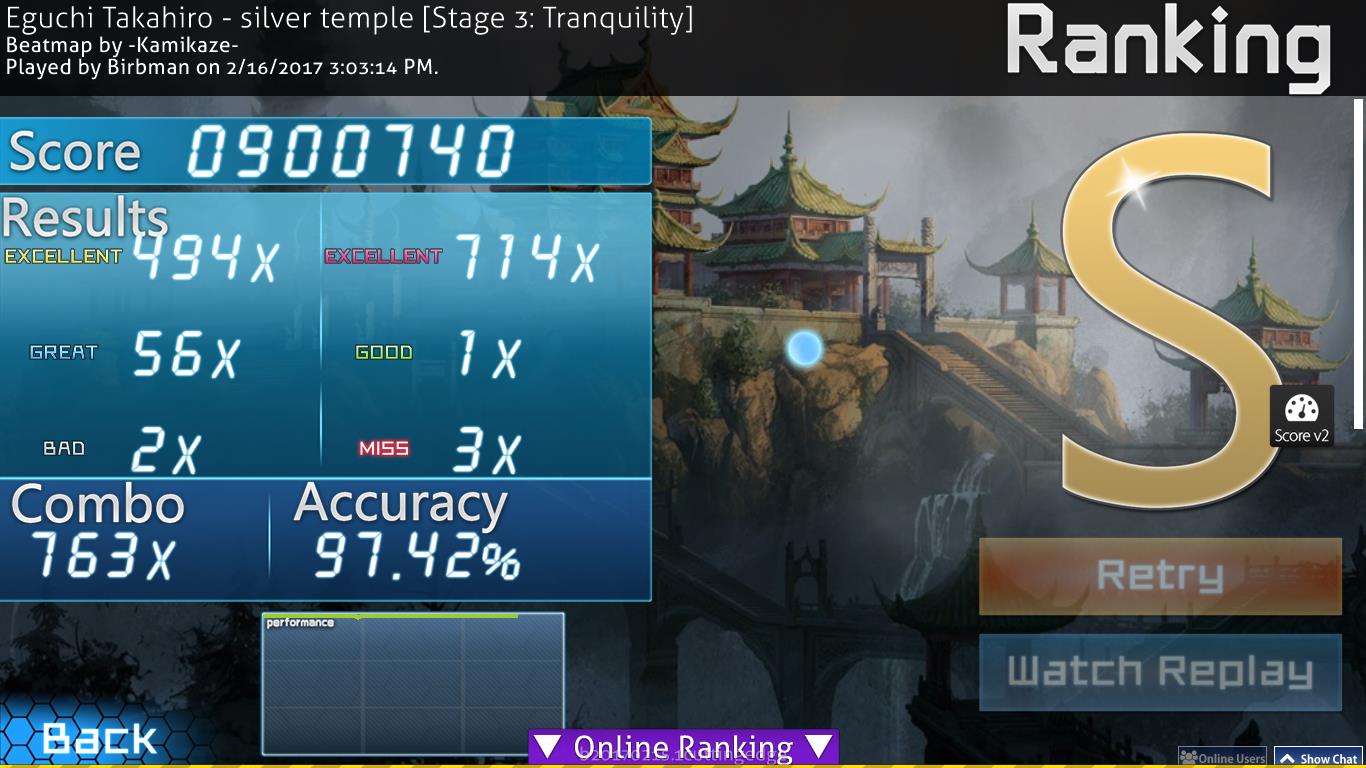 Eguchi Takahiro - silver temple [Stage 3: Tranquility]
Beatmap by -Kamikaze-
Played by Birbman on 2/16/2017 3:03:14 PM.
Ranking
Score 0900740
Results
EXCELLENT 494x EXCELLENT 714x
GREAT 56x GOOD 1x
BAD 2x MISS 3x
Combo Accuracy
763x 97.42%
S
Score v2
performance
Retry
Watch Replay
Back
Online Ranking
Online Users
Show Chat